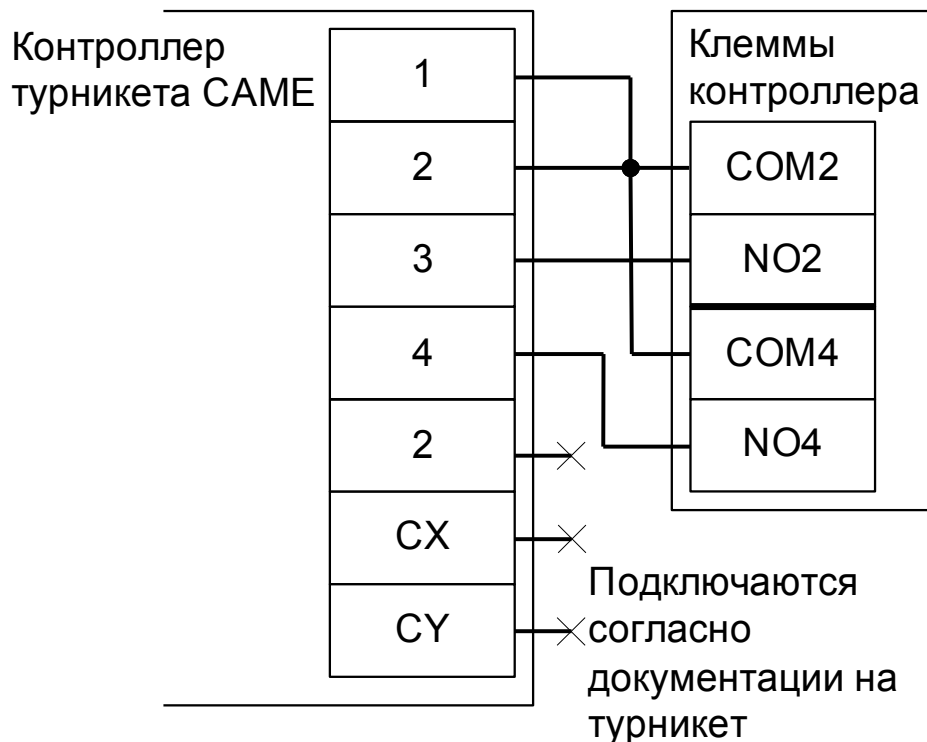 Контроллер
турникета CAME
1
2
3
4
2
CX
CY
Клеммы
контроллера
COM2
NO2
COM4
NO4
Подключаются
согласно
документации на
турникет